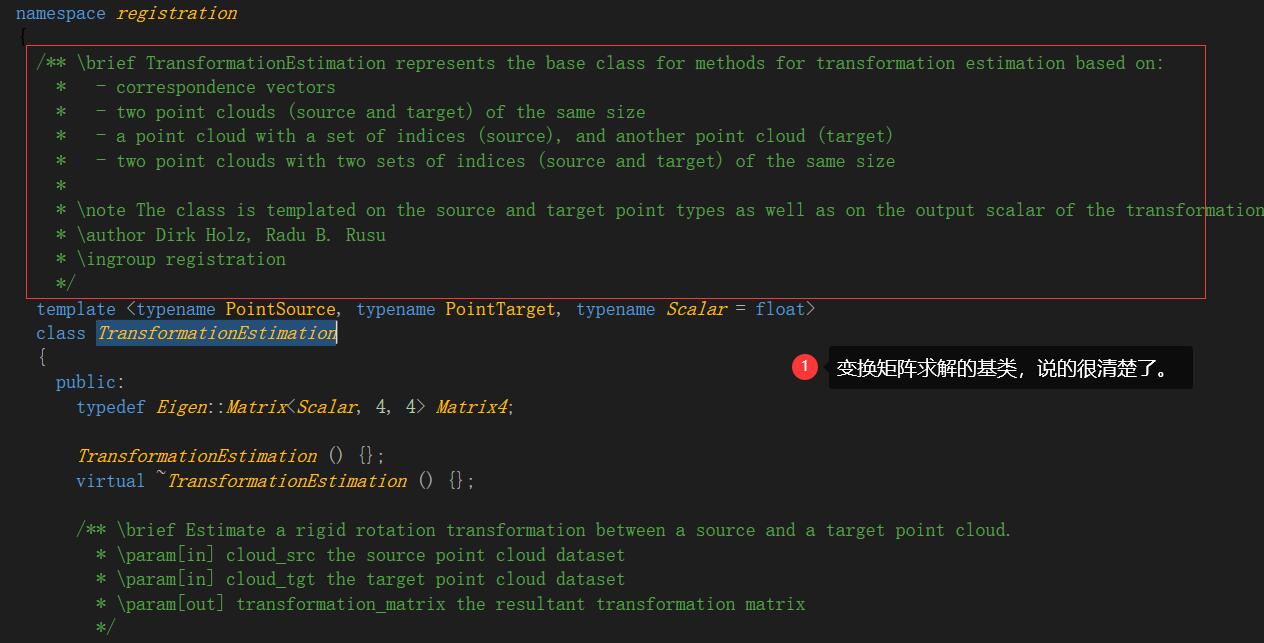 namespace registration
{
/** \brief TransformationEstimation represents the base class for methods for transformation estimation based on:
*   - correspondence vectors
*   - two point clouds (source and target) of the same size
*   - a point cloud with a set of indices (source), and another point cloud (target)
*   - two point clouds with two sets of indices (source and target) of the same size
*
* \note The class is templated on the source and target point types as well as on the output scalar of the transformation
* \author Dirk Holz, Radu B. Rusu
* \ingroup registration
*/
template <typename PointSource, typename PointTarget, typename Scalar = float>
class TransformationEstimation
{
1 变换矩阵求解的基类，说的很清楚了。
public:
typedef Eigen::Matrix<Scalar, 4, 4> Matrix4;
TransformationEstimation () {};
virtual ~TransformationEstimation () {};
/** \brief Estimate a rigid rotation transformation between a source and a target point cloud.
* \param[in] cloud_src the source point cloud dataset
* \param[in] cloud_tgt the target point cloud dataset
* \param[out] transformation_matrix the resultant transformation matrix
*/